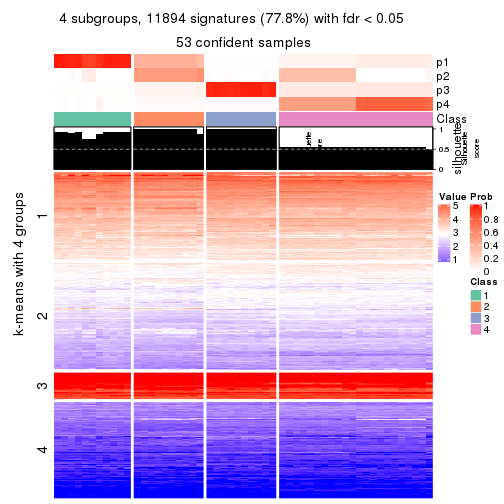 4 subgroups, 11894 signatures (77.8%) with fdr < 0.05
53 confident samples
p1
p2
p3
p4
Class
1
0.5
0
silhouette
Silhouette
score
k-means with 4 groups
1
2
3
4
Value
5
4
3
2
1
Prob
1
0.8
0.6
0.4
0.2
0
Class
1
2
3
4